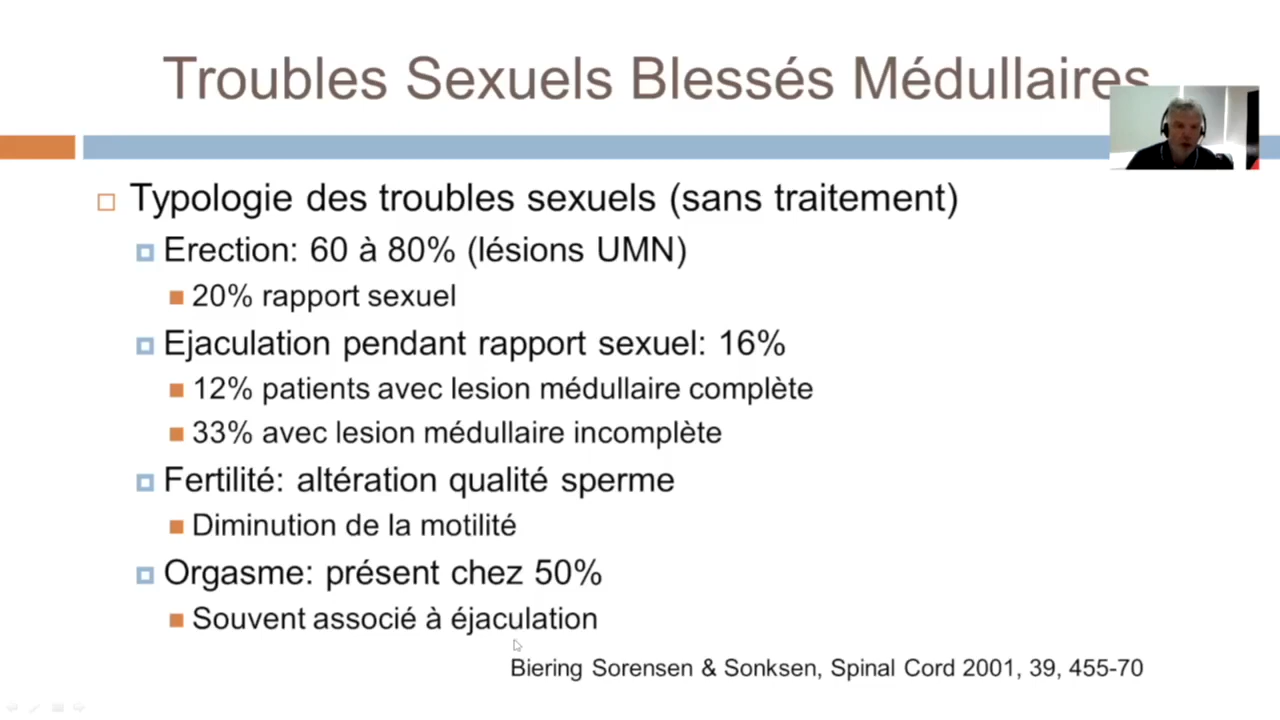 Troubles Sexuels Blessés Médullaires
Typologie des troubles sexuels (sans traitement)
Erection: 60 à 80% (lésions UMN)
20% rapport sexuel
Ejaculation pendant rapport sexuel: 16%
12% patients avec lesion médullaire complète
33% avec lesion médullaire incomplète
Fertilité: altération qualité sperme
Diminution de la motilité
Orgasme: présent chez 50%
Souvent associé à éjaculation
Biering Sorensen & Sonksen, Spinal Cord 2001, 39, 455-70